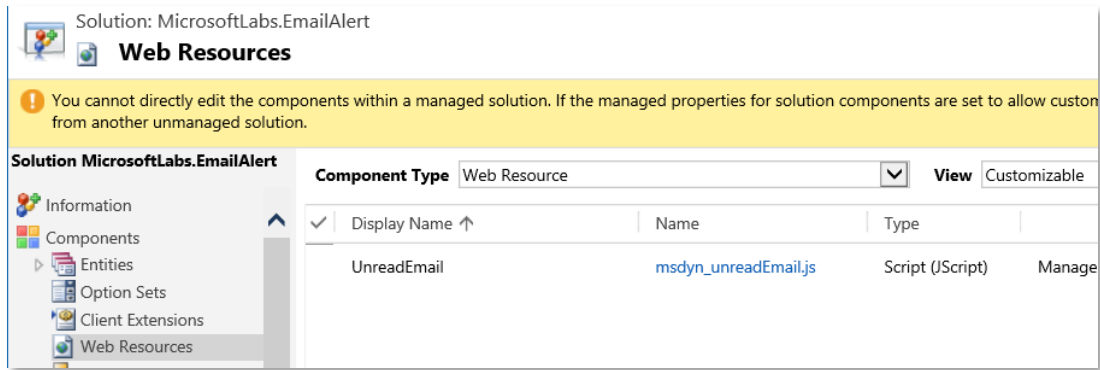 Solution: MicrosoftLabs.EmailAlert
Web Resources
You cannot directly edit the components within a managed solution. If the managed properties for solution components are set to allow custom
from another unmanaged solution.
Solution MicrosoftLabs.EmailAlert
Component Type Web Resource View Customizable
Information
Display Name Name Type
Components
Entities
UnreadEmail msdyn_unreadEmail.js Script (JScript) Manage
Option Sets
Client Extensions
Web Resources